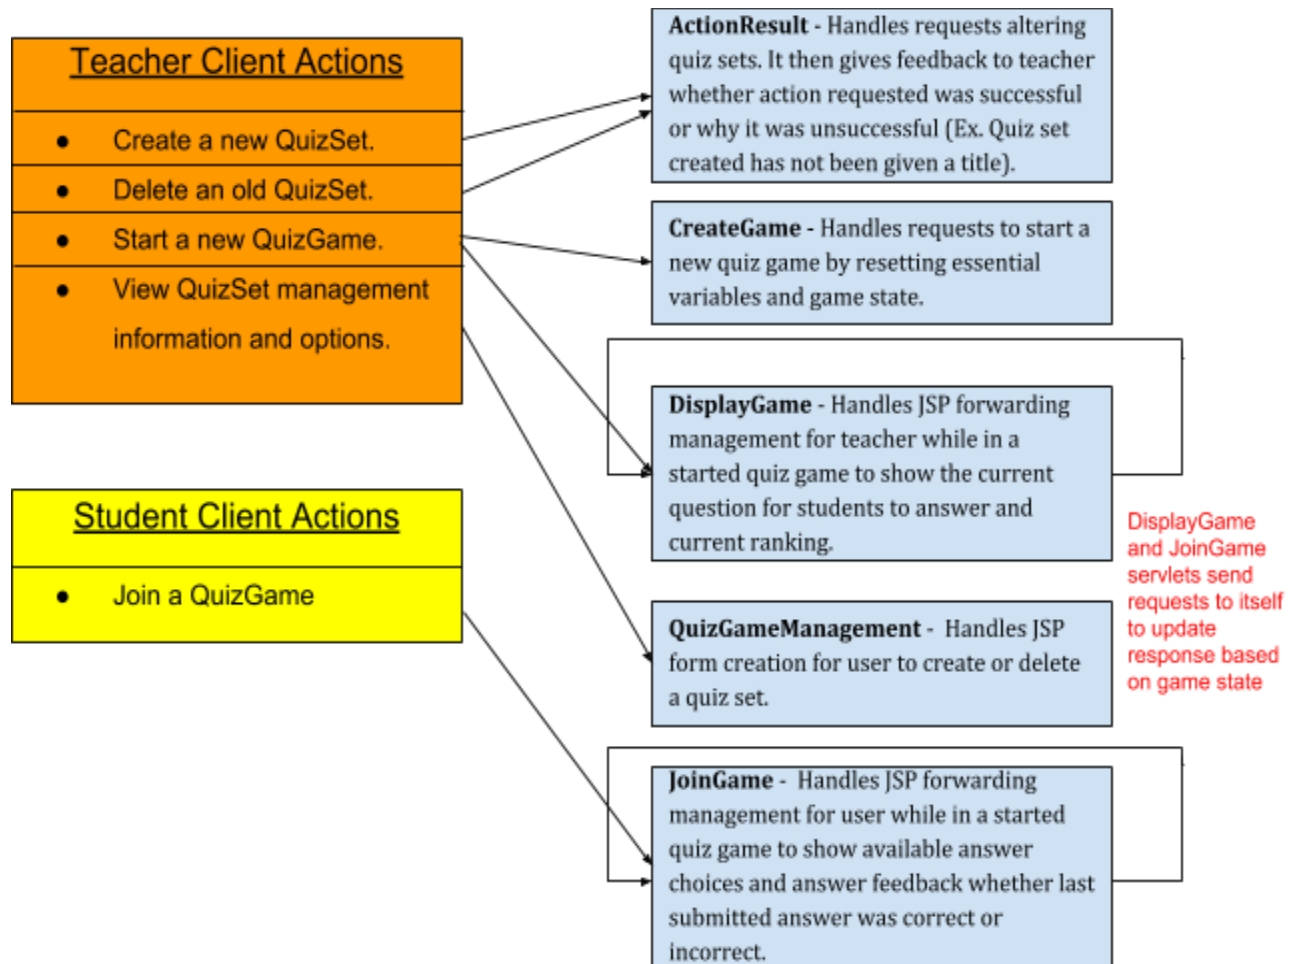 Teacher Client Actions
● Create a new QuizSet.
● Delete an old QuizSet.
● Start a new QuizGame.
● View QuizSet management
information and options.
Student Client Actions
● Join a QuizGame
ActionResult - Handles requests altering
quiz sets. It then gives feedback to teacher
whether action requested was successful
or why it was unsuccessful (Ex. Quiz set
created has not been given a title).
CreateGame - Handles requests to start a
new quiz game by resetting essential
variables and game state.
DisplayGame - Handles JSP forwarding
management for teacher while in a
started quiz game to show the current
question for students to answer and
current ranking.
QuizGameManagement - Handles JSP
form creation for user to create or delete
a quiz set.
JoinGame - Handles JSP forwarding
management for user while in a started
quiz game to show available answer
choices and answer feedback whether last
submitted answer was correct or
incorrect.
DisplayGame
and JoinGame
servlets send
requests to itself
to update
response based
on game state